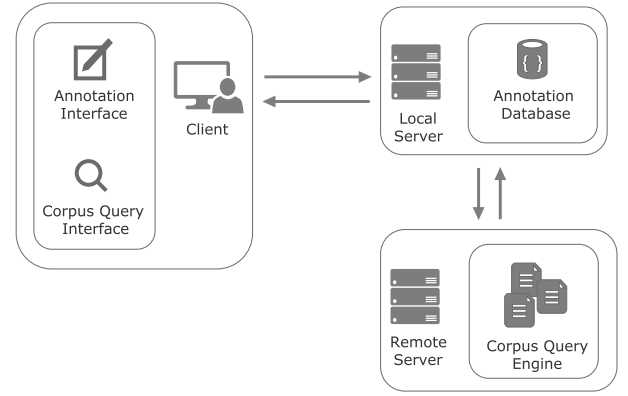 Annotation
Interface
Client
Corpus Query
Interface
Local
Server
{ }
Annotation
Database
Remote
Server
Corpus Query
Engine